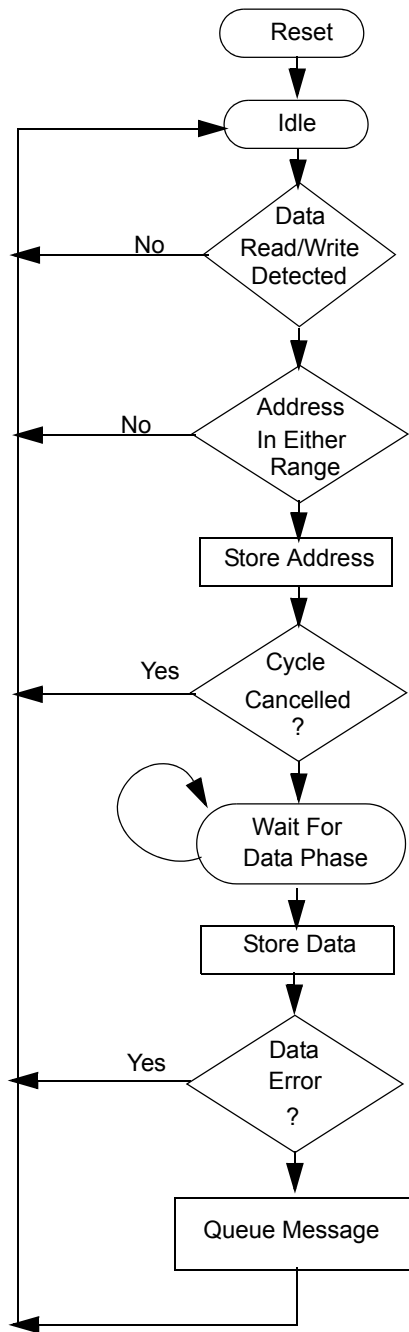 Reset
Idle
Data
Read/Write
Detected
No
Address
In Either
Range
No
Store Address
Cycle
Cancelled
?
Yes
Wait For
Data Phase
Store Data
Data
Error
?
Yes
Queue Message